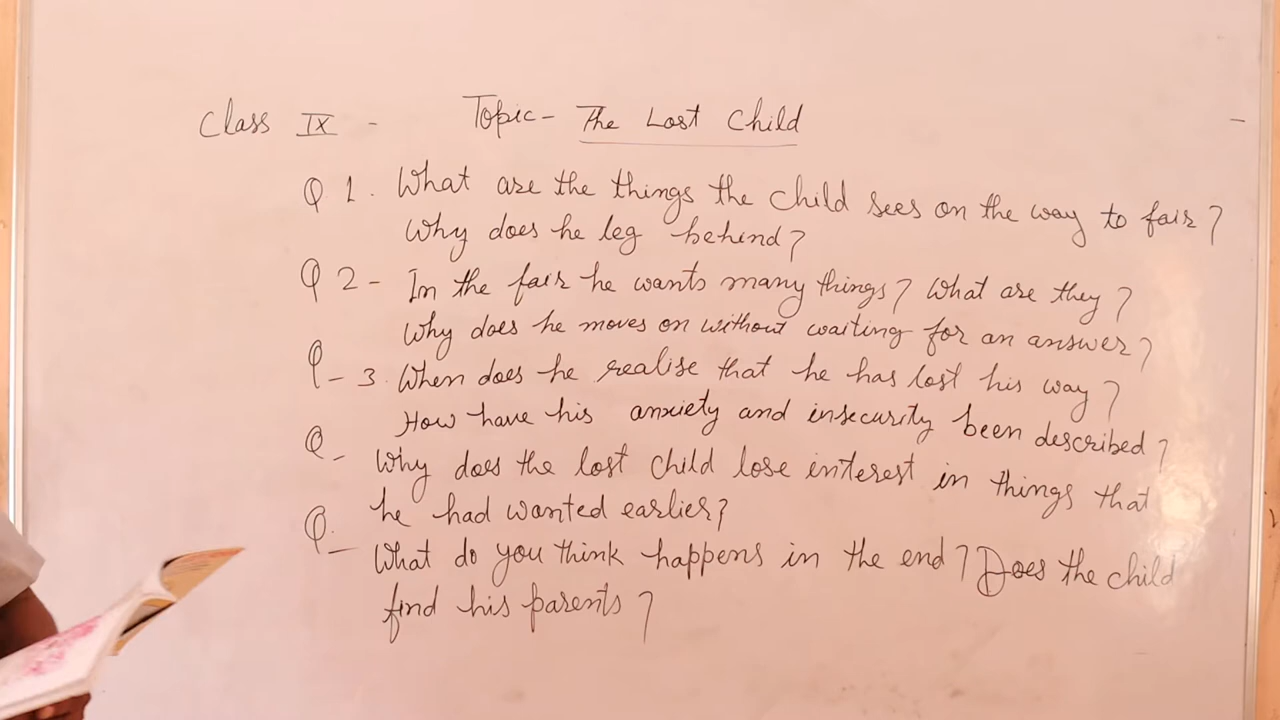 Class IX - Topic - The Lost Child
Q 1. What are the things the child sees on the way to fair?
Why does he leg behind?
Q 2 - In the fair he wants many things? What are they?
Why does he moves on without waiting for an answer?
Q - 3. When does he realise that he has lost his way?
How have his anxiety and insecurity been described?
Q - Why does the lost child lose interest in things that
he had wanted earlier?
Q. - What do you think happens in the end? Does the child
find his parents?